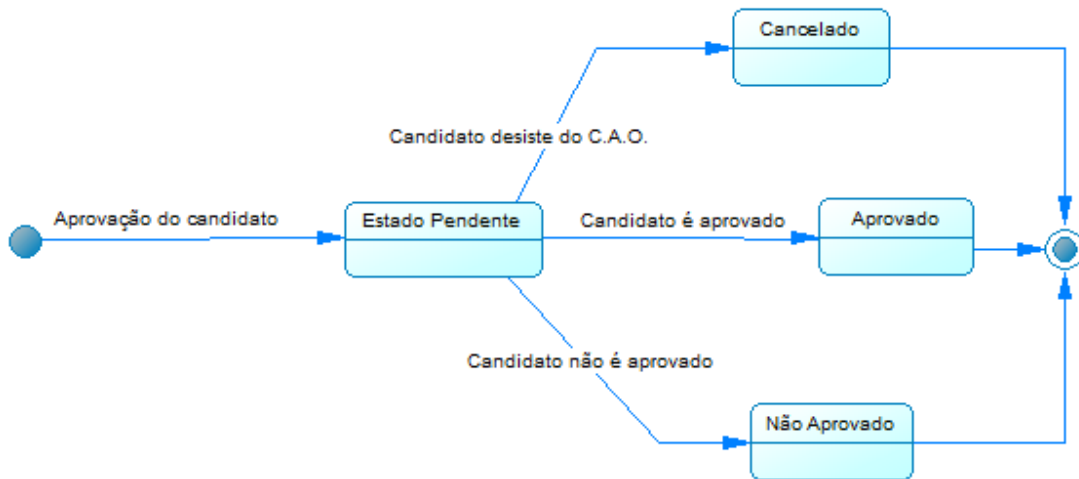 Cancelado
Candidato desiste do C.A.O.
Aprovação do candidato
Estado Pendente
Candidato é aprovado
Aprovado
Candidato não é aprovado
Não Aprovado